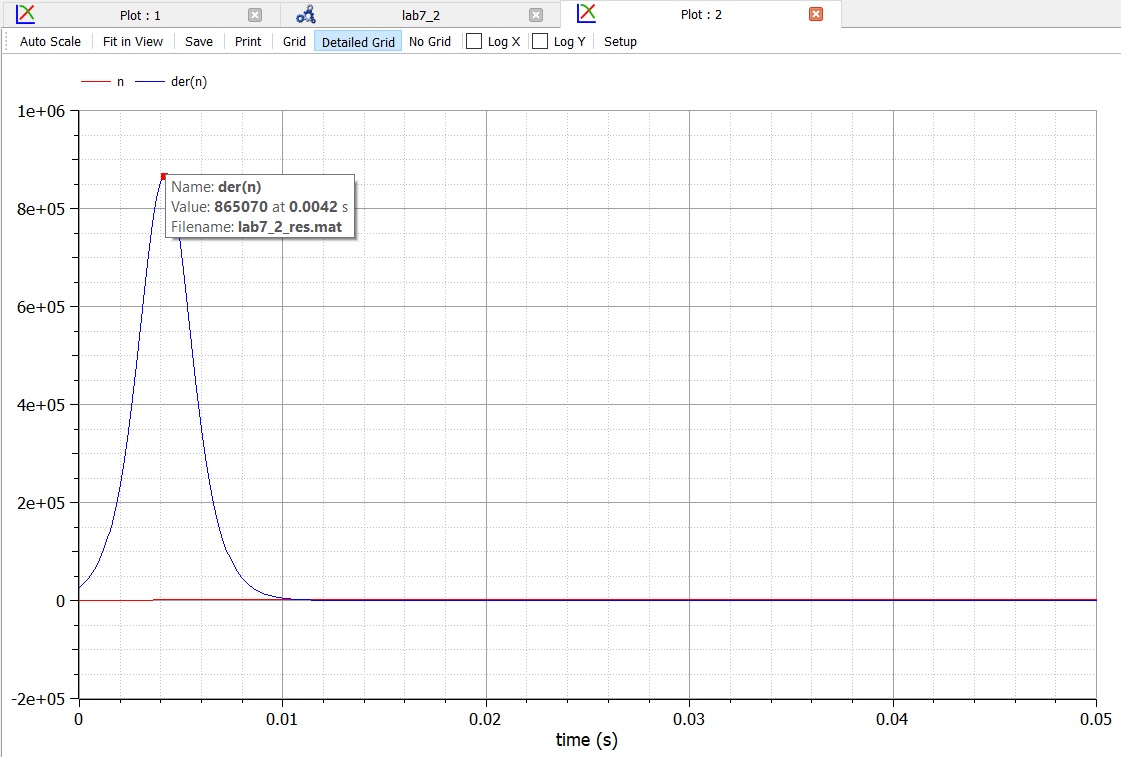 Plot : 1 lab7_2 Plot : 2
Auto Scale Fit in View Save Print Grid Detailed Grid No Grid Log X Log Y Setup
n der(n)
1e+06
Name: der(n)
Value: 865070 at 0.0042 s
8e+05
Filename: lab7_2_res.mat
6e+05
4e+05
2e+05
0
-2e+05
0 0.01 0.02 0.03 0.04 0.05
time (s)